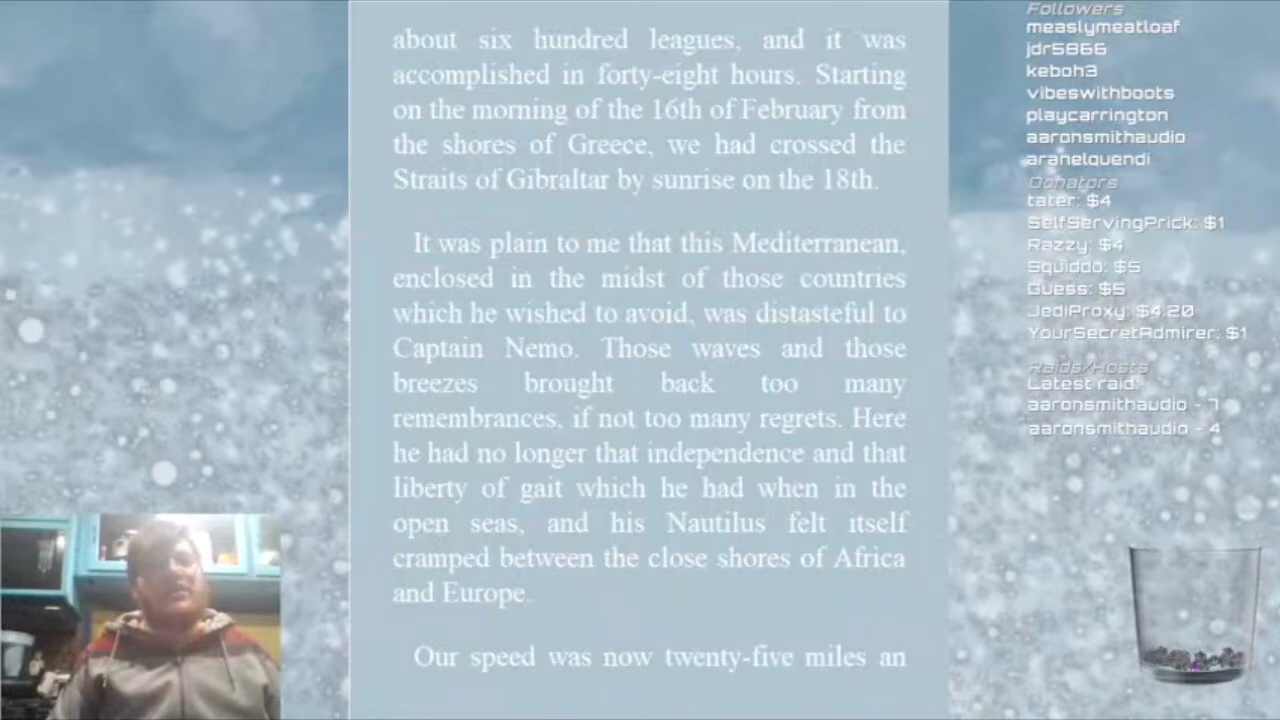 about six hundred leagues, and it was
accomplished in forty-eight hours. Starting
on the morning of the 16th of February from
the shores of Greece, we had crossed the
Straits of Gibraltar by sunrise on the 18th.
It was plain to me that this Mediterranean,
enclosed in the midst of those countries
which he wished to avoid, was distasteful to
Captain Nemo. Those waves and those
breezes brought back too many
remembrances, if not too many regrets. Here
he had no longer that independence and that
liberty of gait which he had when in the
open seas, and his Nautilus felt itself
cramped between the close shores of Africa
and Europe.
Our speed was now twenty-five miles an
Followers
measlymeatloaf
jdr5866
keboh3
vibeswithboots
playcarrington
aaronsmithaudio
aranelquendi
Donators
tater: $4
SelfServingPrick: $1
Razzy: $4
Squiddo: $5
Guess: $5
JediProxy: $4.20
YourSecretAdmirer: $1
Raids/Hosts
Latest raid:
aaronsmithaudio - 7
aaronsmithaudio - 4